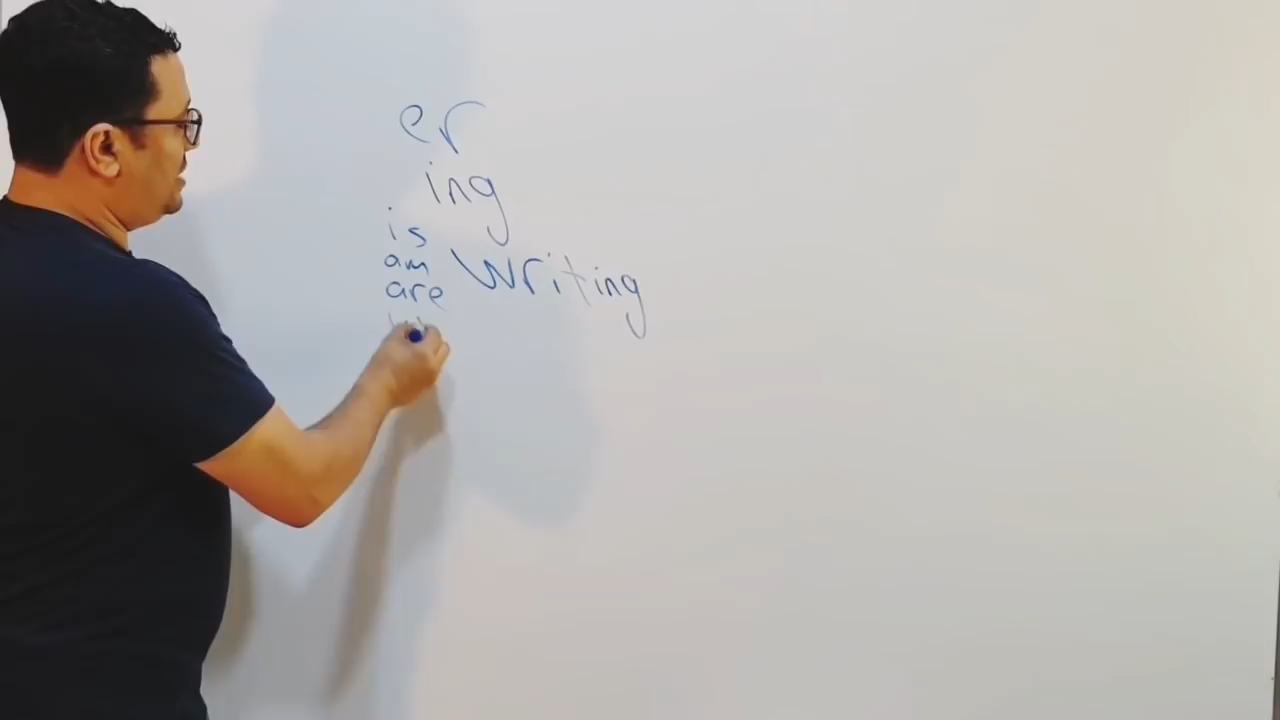 er
ing
is
am writing
are